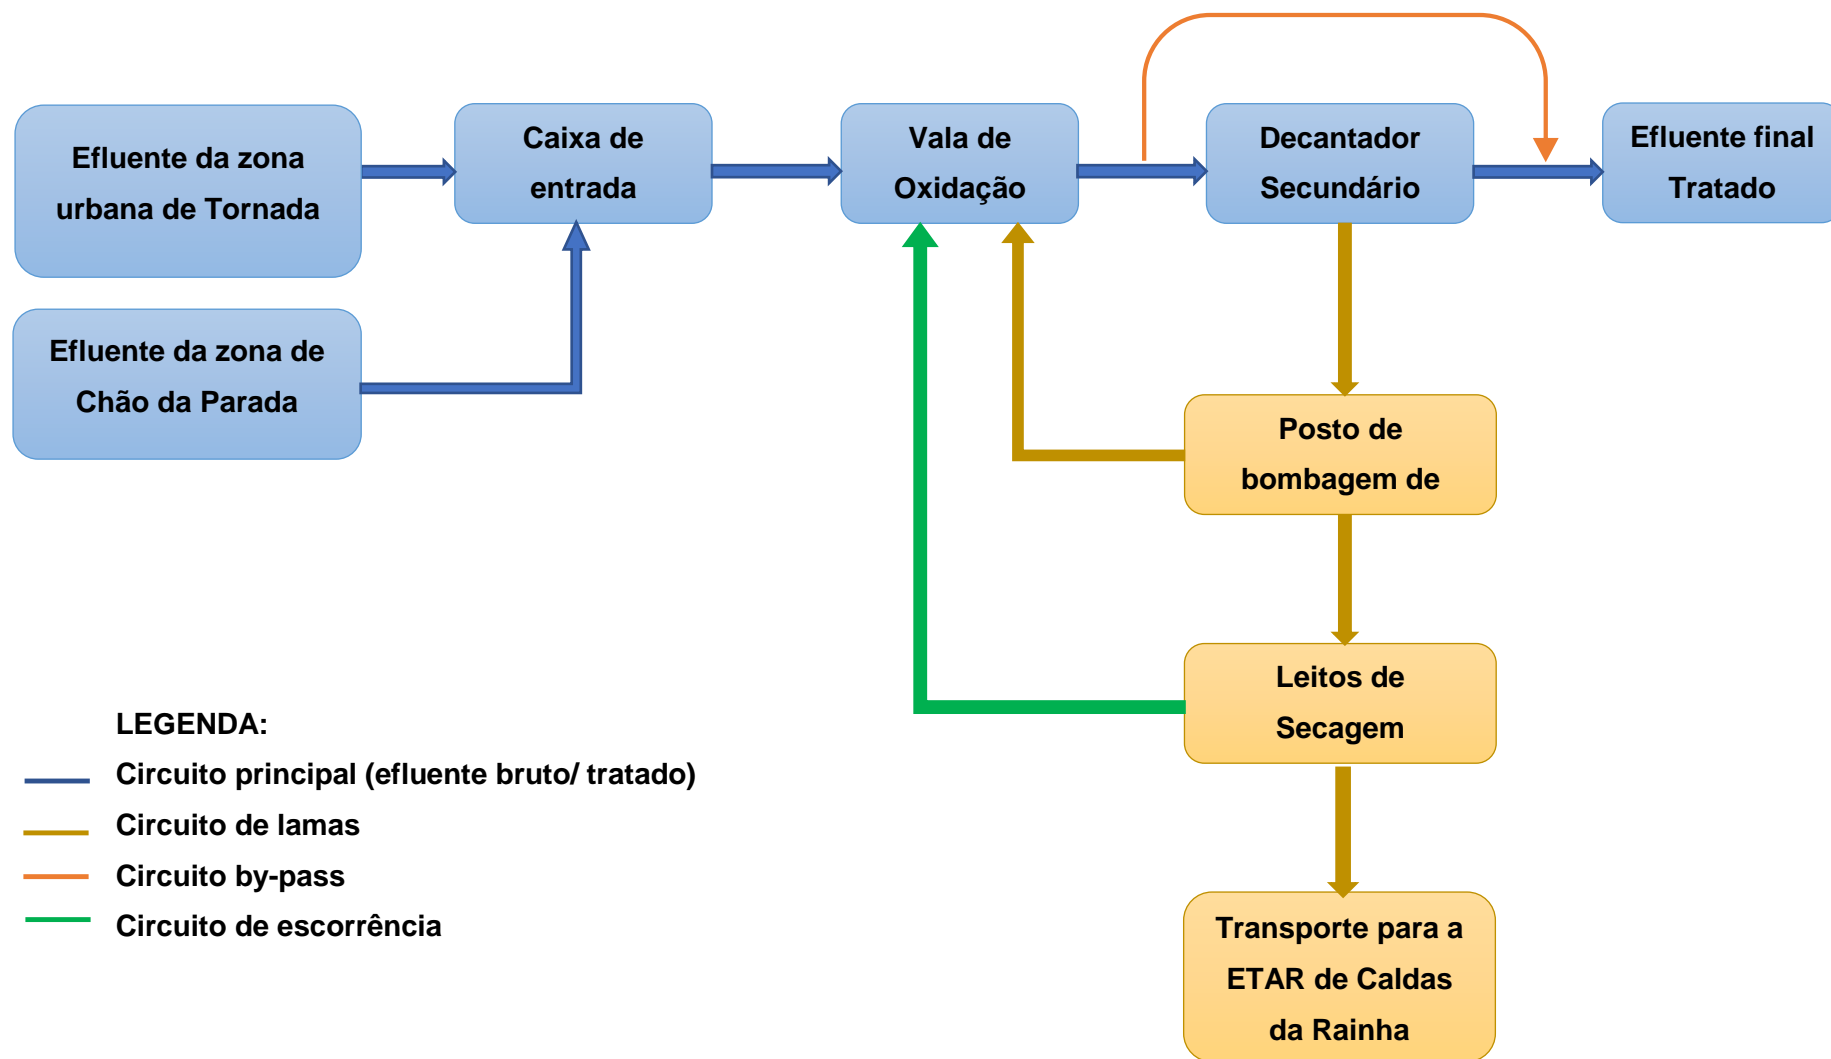 Efluente da zona
urbana de Tornada
Caixa de
entrada
Vala de
Oxidação
Decantador
Secundário
Efluente final
Tratado
Efluente da zona de
Chão da Parada
Posto de
bombagem de
Leitos de
Secagem
Transporte para a
ETAR de Caldas
da Rainha
LEGENDA:
Circuito principal (efluente bruto/ tratado)
Circuito de lamas
Circuito by-pass
Circuito de escorrência